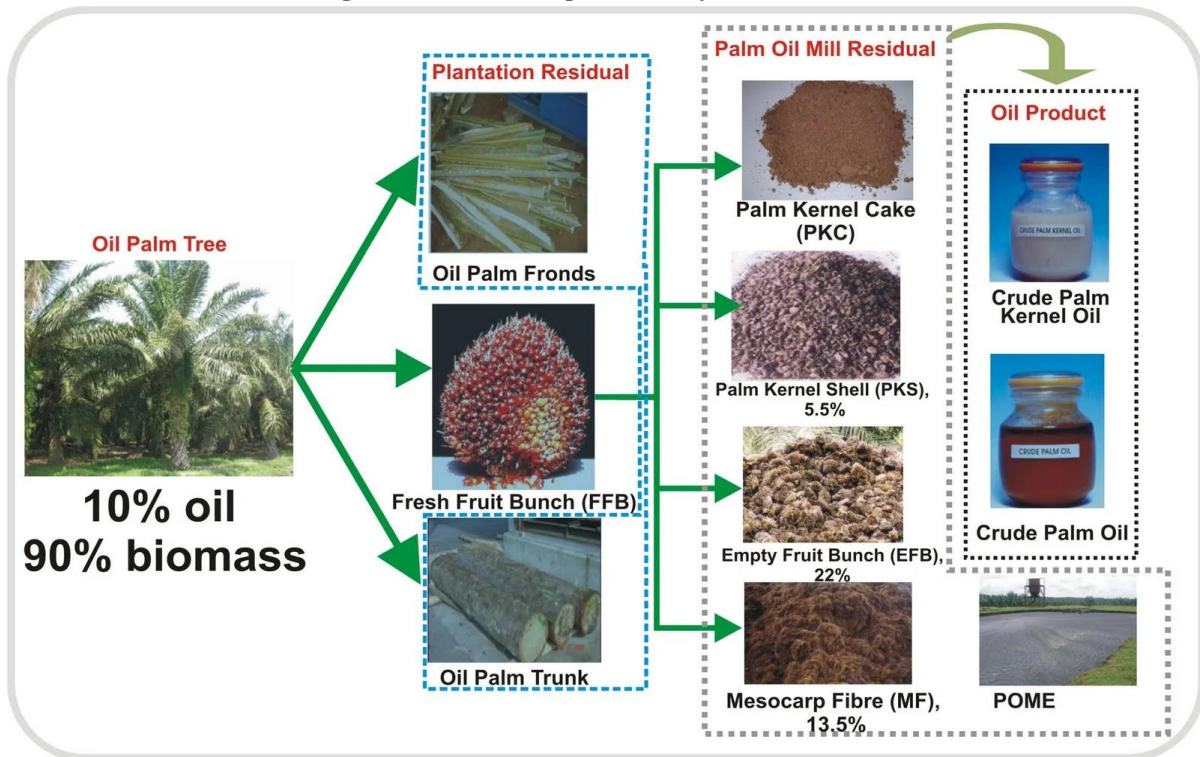 Oil Palm Tree
10% oil
90% biomass
Plantation Residual
Oil Palm Fronds
Fresh Fruit Bunch (FFB)
Oil Palm Trunk
Palm Oil Mill Residual
Palm Kernel Cake
(PKC)
Palm Kernel Shell (PKS),
5.5%
Empty Fruit Bunch (EFB),
22%
Mesocarp Fibre (MF),
13.5%
Oil Product
CRUDE PALM KERNEL OIL
Crude Palm
Kernel Oil
CRUDE PALM OIL
Crude Palm Oil
POME